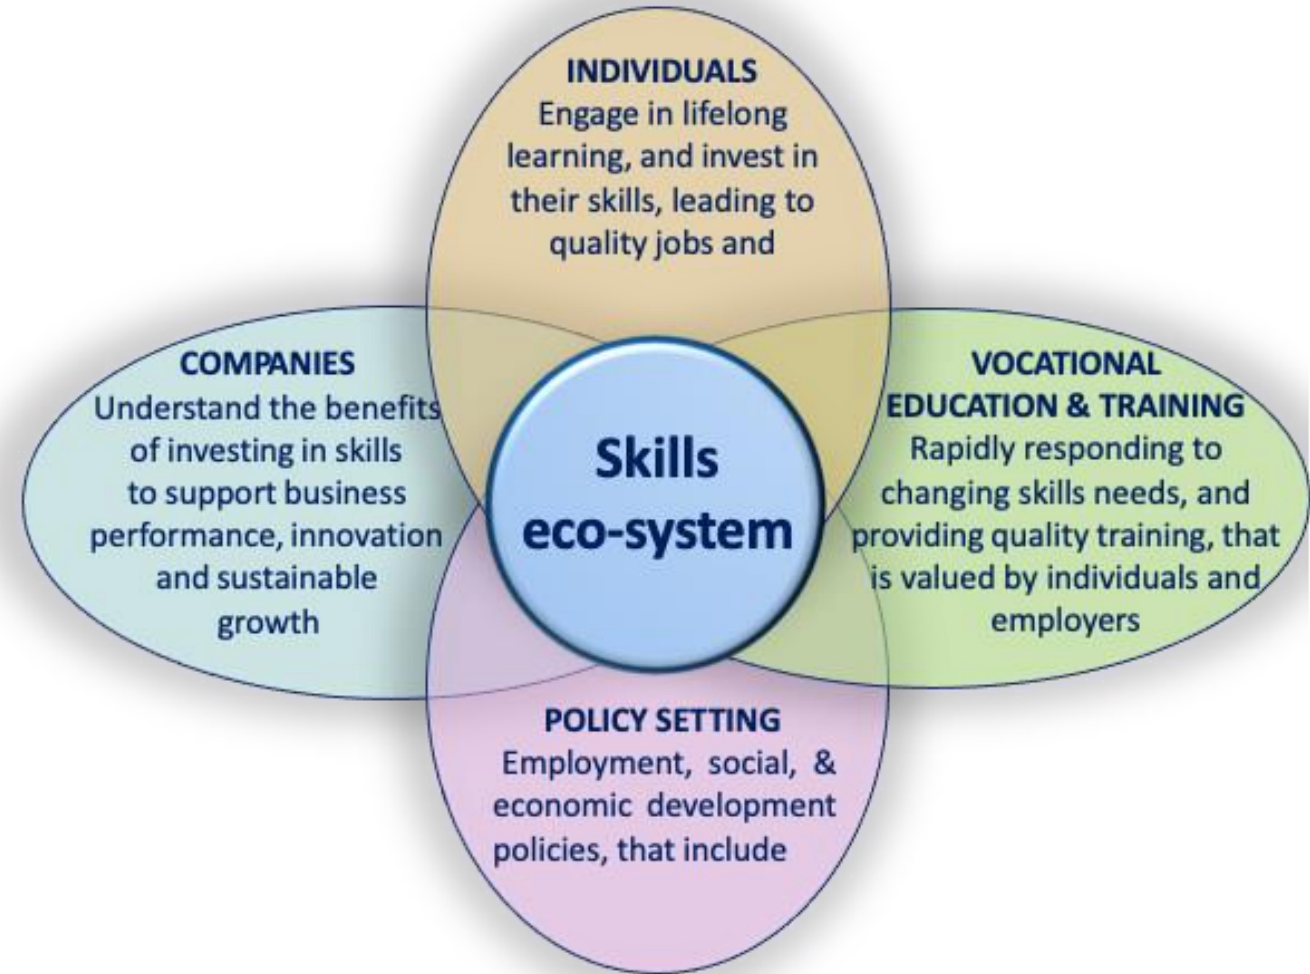 INDIVIDUALS
Engage in lifelong
learning, and invest in
their skills, leading to
quality jobs and
COMPANIES
Understand the benefits
of investing in skills
to support business
performance, innovation
and sustainable
growth
Skills
eco-system
VOCATIONAL
EDUCATION & TRAINING
Rapidly responding to
changing skills needs, and
providing quality training, that
is valued by individuals and
employers
POLICY SETTING
Employment, social, &
economic development
policies, that include